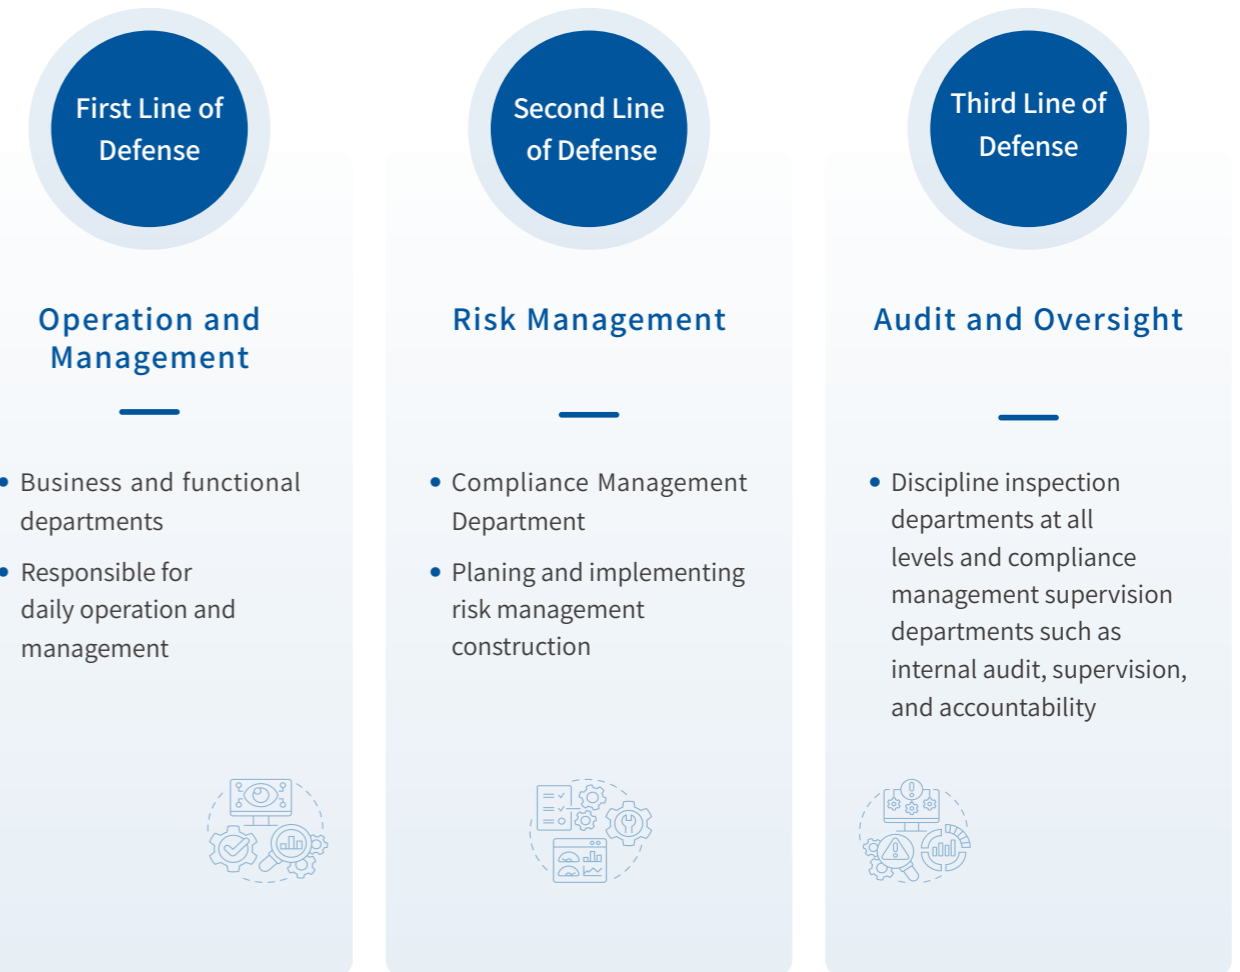 First Line of
Defense
Operation and
Management
• Business and functional
departments
• Responsible for
daily operation and
management
Second Line
of Defense
Risk Management
• Compliance Management
Department
• Planing and implementing
risk management
construction
Third Line of
Defense
Audit and Oversight
• Discipline inspection
departments at all
levels and compliance
management supervision
departments such as
internal audit, supervision,
and accountability